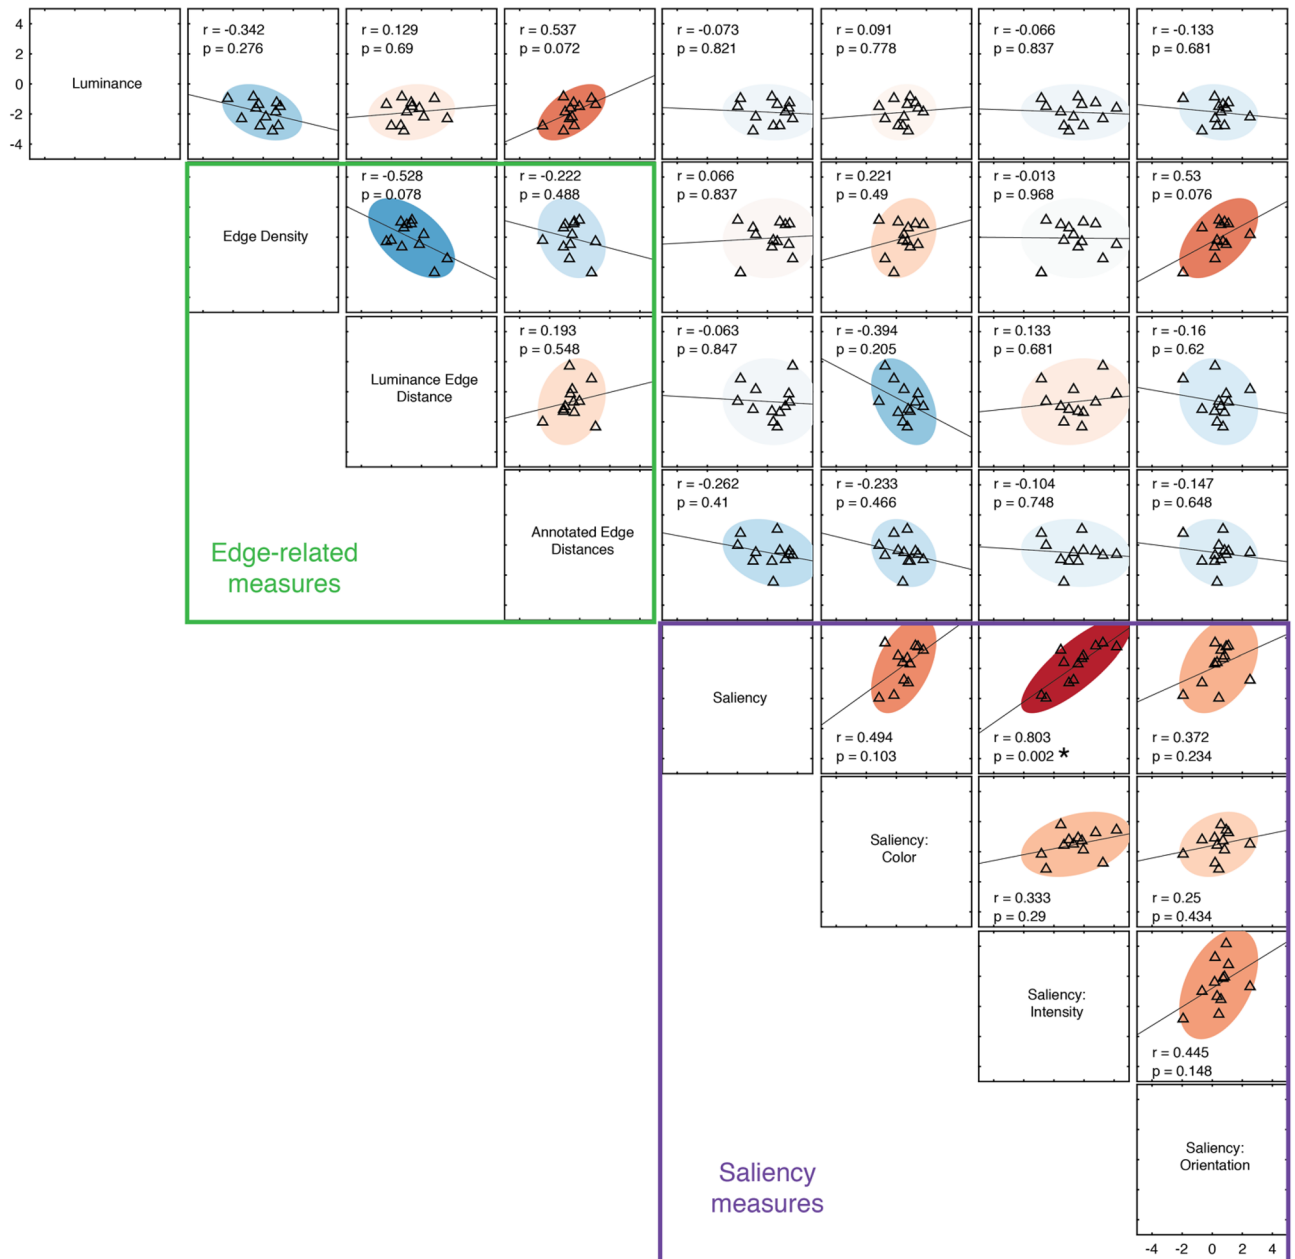 4
2
0
-2
-4
Luminance
r = -0.342
p = 0.276
r = 0.129
p = 0.69
r = 0.537
p = 0.072
r = -0.073
p = 0.821
r = 0.091
p = 0.778
r = -0.066
p = 0.837
r = -0.133
p = 0.681
Edge Density
r = -0.528
p = 0.078
r = -0.222
p = 0.488
r = 0.066
p = 0.837
r = 0.221
p = 0.49
r = -0.013
p = 0.968
r = 0.53
p = 0.076
Luminance Edge
Distance
r = 0.193
p = 0.548
r = -0.063
p = 0.847
r = -0.394
p = 0.205
r = 0.133
p = 0.681
r = -0.16
p = 0.62
Annotated Edge
Distances
r = -0.262
p = 0.41
r = -0.233
p = 0.466
r = -0.104
p = 0.748
r = -0.147
p = 0.648
Edge-related
measures
Saliency
r = 0.494
p = 0.103
r = 0.803
p = 0.002 *
r = 0.372
p = 0.234
Saliency:
Color
r = 0.333
p = 0.29
r = 0.25
p = 0.434
Saliency:
Intensity
r = 0.445
p = 0.148
Saliency:
Orientation
Saliency
measures
-4 -2 0 2 4